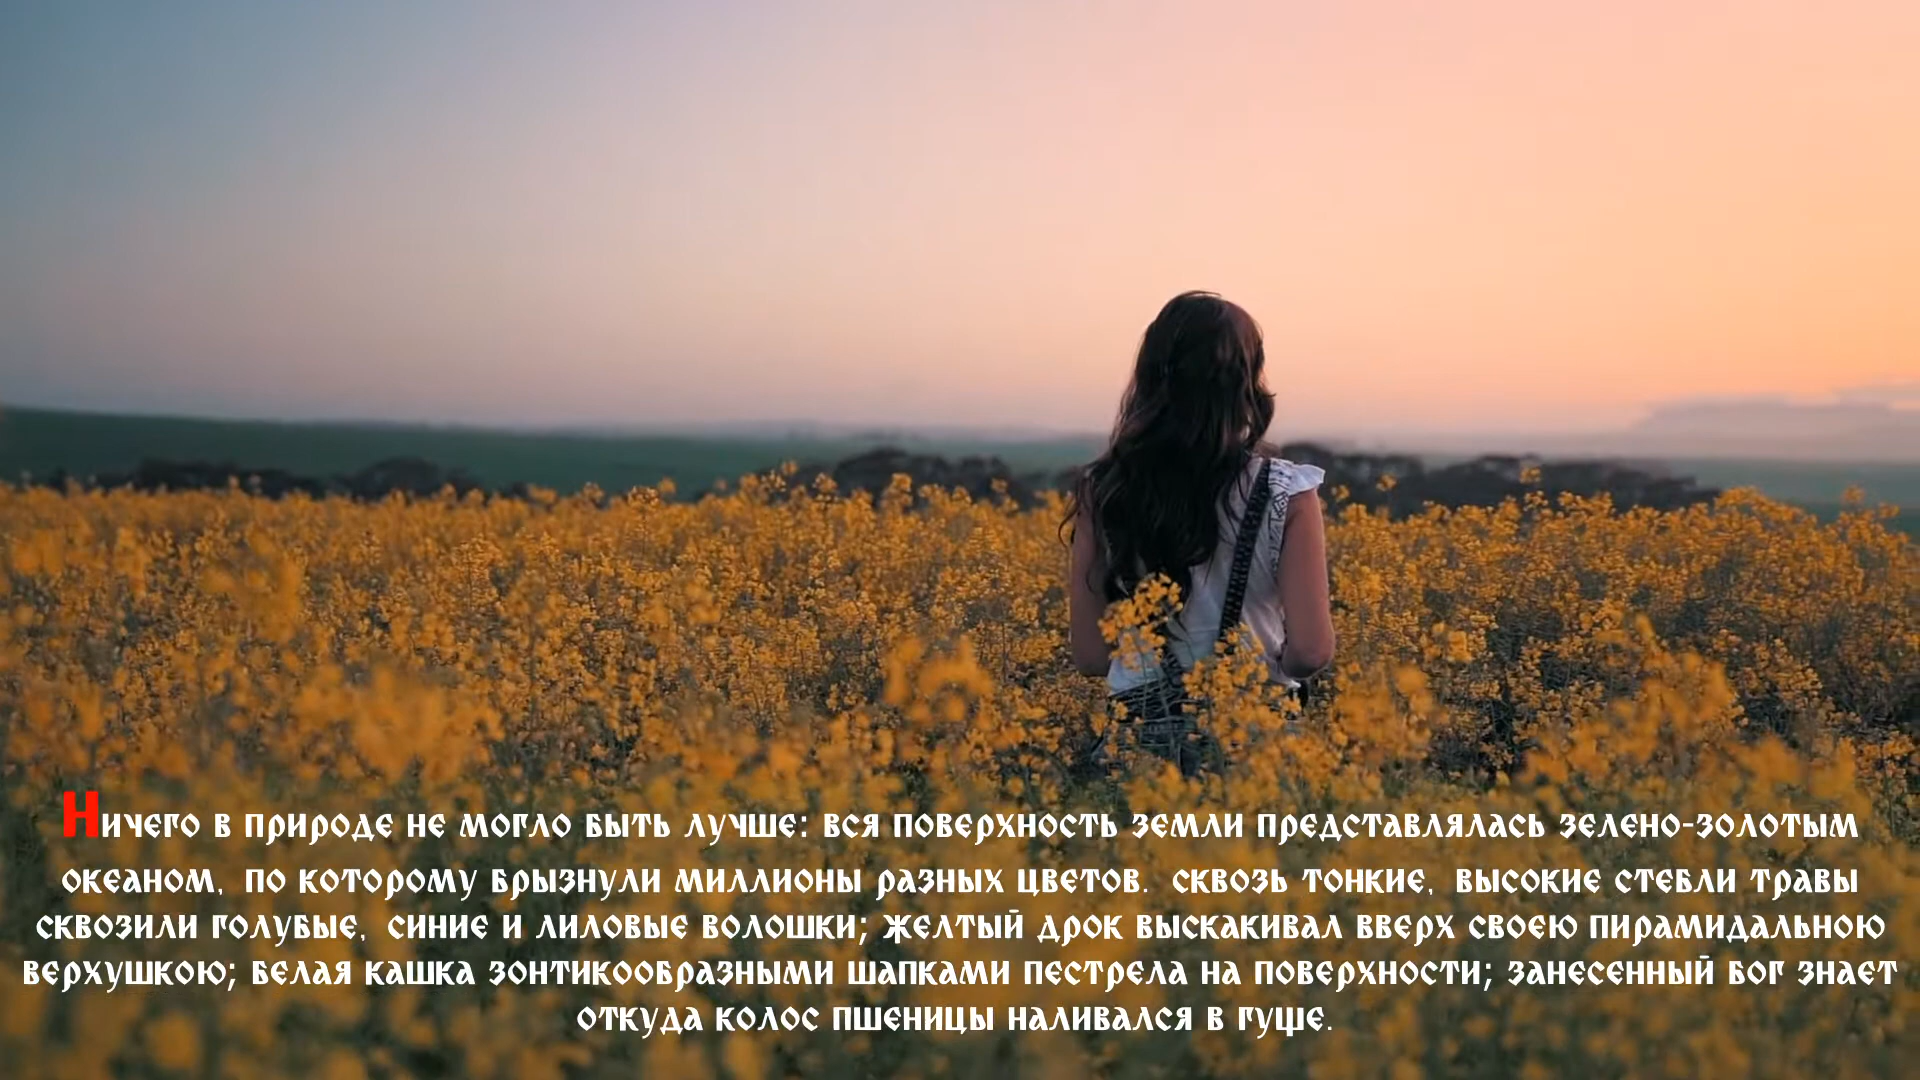 Ничего в природе не могло быть лучше: вся поверхность земли представлялась зелено-золотым
океаном, по которому брызнули миллионы разных цветов. сквозь тонкие, высокие стебли травы
сквозили голубые, синие и лиловые волошки; желтый дрок выскакивал вверх своею пирамидальною
верхушкою; белая кашка зонтикообразными шапками пестрела на поверхности; занесенный бог знает
откуда колос пшеницы наливался в гуще.